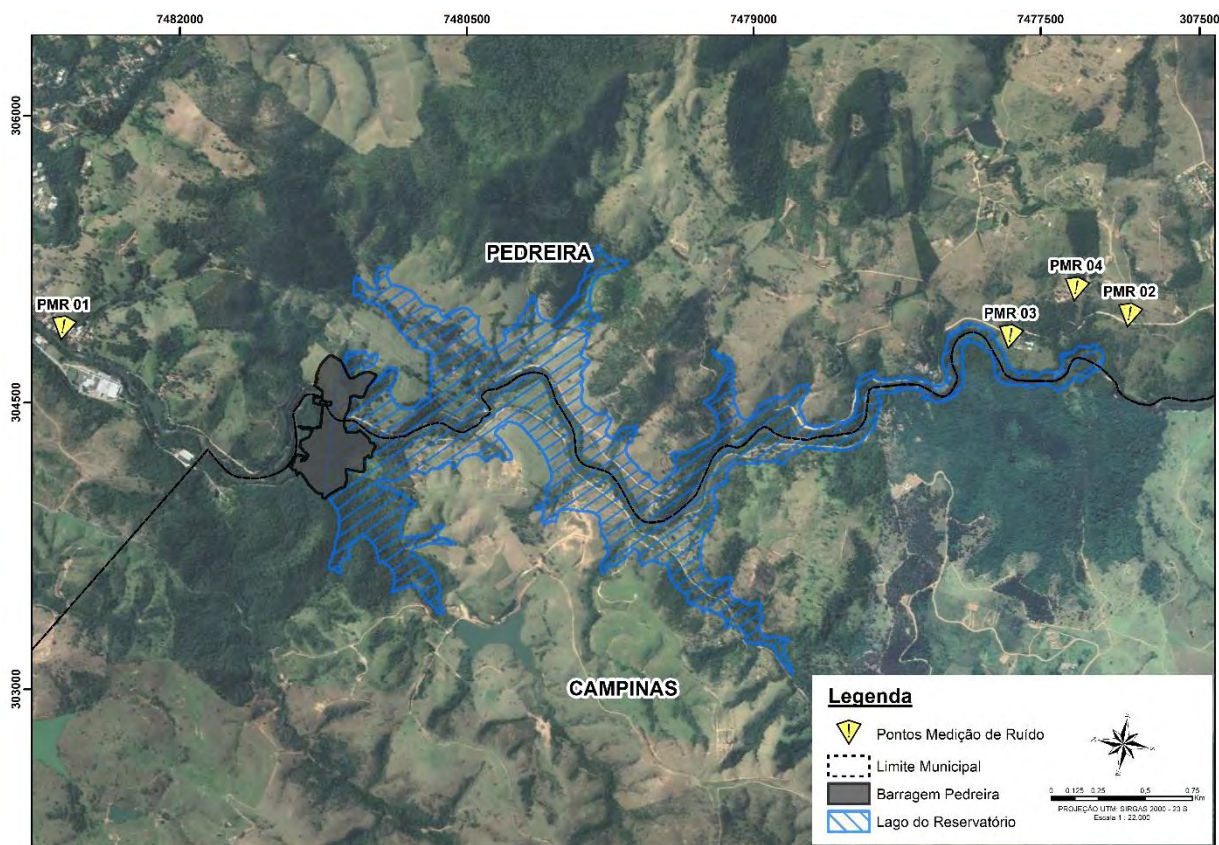 7482000 7480500 7479000 7477500 307500
306000
PEDREIRA
PMR 04
PMR 01
PMR 02
PMR 03
304500
303000
CAMPINAS
Legenda
Pontos Medição de Ruído
Limite Municipal
Barragem Pedreira
Lago do Reservatório
0 0.125 0.25 0,5 0.75
Km
PROJEÇÃO UTM: SIRGAS 2000 - 23 S
Escala 1 : 22.000